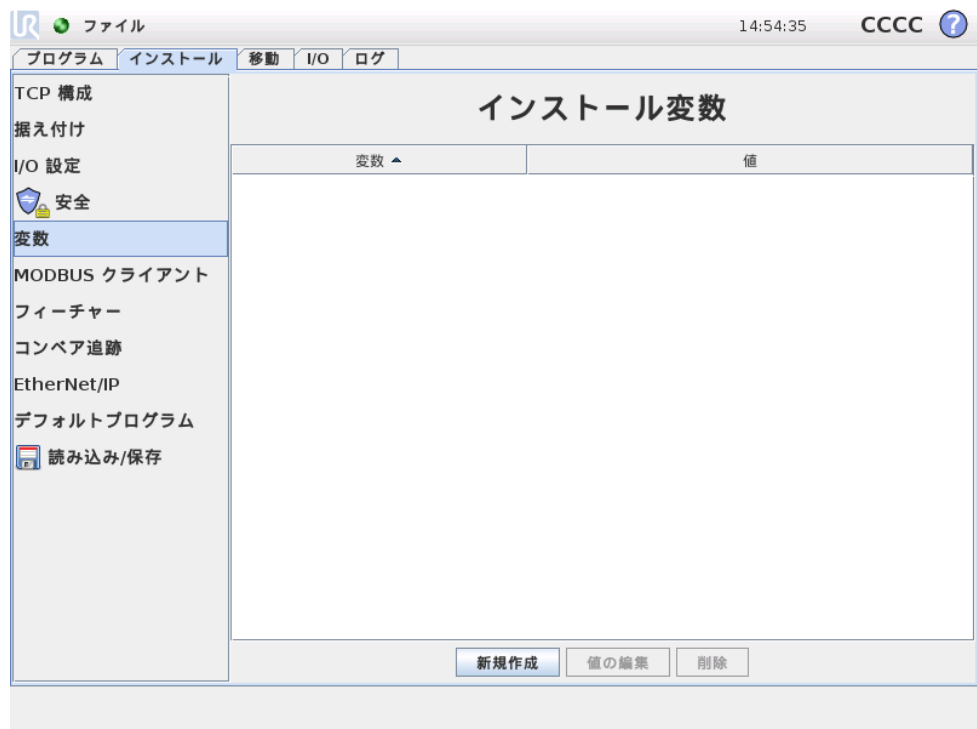 UR ファイル 14:54:35 CCCC ?
プログラム インストール 移動 I/O ログ
TCP 構成
据え付け
I/O 設定
安全
変数
MODBUS クライアント
フィーチャー
コンベア追跡
EtherNet/IP
デフォルトプログラム
読み込み/保存
インストール変数
変数 値
新規作成 値の編集 削除